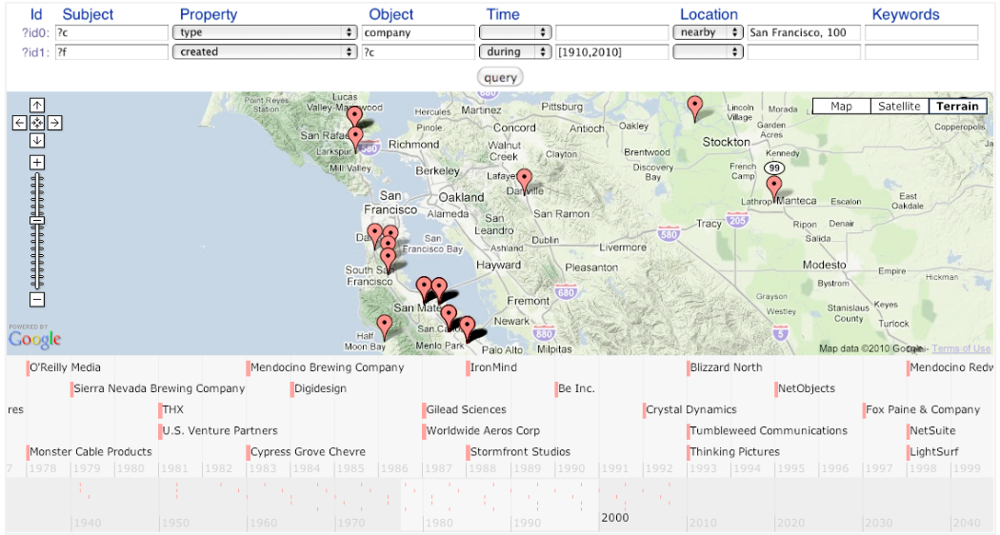 Id Subject Property Object Time Location Keywords
?id0: ?c type company nearby San Francisco, 100
?id1: ?f created ?c during [1910,2010]
query
Map Satellite Terrain
Point Reyes Station
Lucas Valley-Marinwood
San Rafael
Larkspur
580
Mill Valley
Hercules
Martinez
Pinole
Richmond
Berkeley
Concord
Walnut Creek
Pittsburg
Antioch
Oakley
Clayton
Brentwood
Discovery Bay
Lafayette
Danville
San Francisco
Oakland
Alameda
San Leandro
San Ramon
Dublin
San Francisco Bay
Ashland
Hayward
Livermore
Pleasanton
South San Francisco
680
San Mateo
Fremont
San Carlos
Newark
880
Half Moon Bay
Menlo Park
Palo Alto
Milpitas
Lincoln Village
Morada
Garden Acres
Stockton
Kennedy
French Camp
99
Copperopolis
Lathrop
Manteca
Escalon
East Oakdale
Tracy
205
580
Ripon
Denair
Salida
Modesto
Empire
Hickman
Bystrom
Grayson
Westley
Stanislaus County
Keyes
Turlock
5
POWERED BY
Google
Map data ©2010 Google - Terms of Use
O'Reilly Media Mendocino Brewing Company IronMind Blizzard North Mendocino Redw
Sierra Nevada Brewing Company Digidesign Be Inc. NetObjects
res THX Gilead Sciences Crystal Dynamics Fox Paine & Company
U.S. Venture Partners Worldwide Aeros Corp Tumbleweed Communications NetSuite
Monster Cable Products Cypress Grove Chevre Stormfront Studios Thinking Pictures LightSurf
7 1978 1979 1980 1981 1982 1983 1984 1985 1986 1987 1988 1989 1990 1991 1992 1993 1994 1995 1996 1997 1998 1999
1940 1950 1960 1970 1980 1990 2000 2010 2020 2030 2040